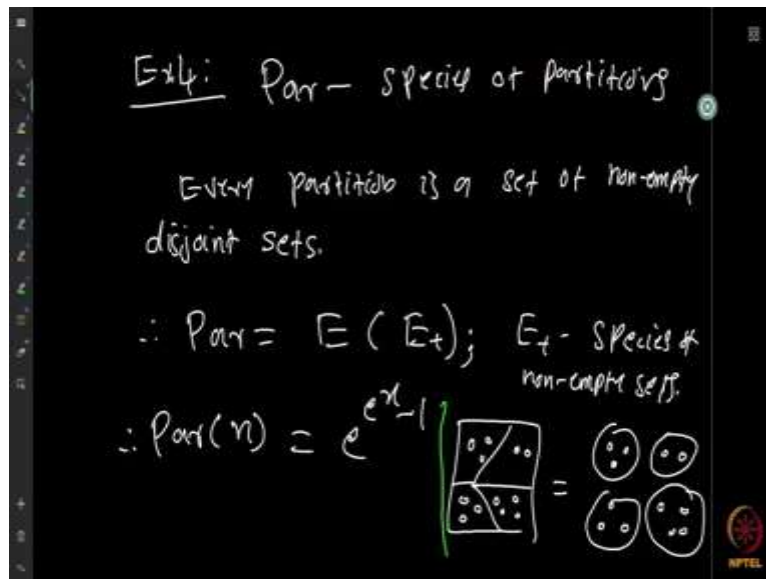 Ex4: Par - species of partitions
Every partition is a set of non-empty
disjoint sets.
∴ Par = E ( E₊ ); E₊ - Species of
non-empty sets.
∴ Par(x) = e^{e^x - 1}
=
NPTEL